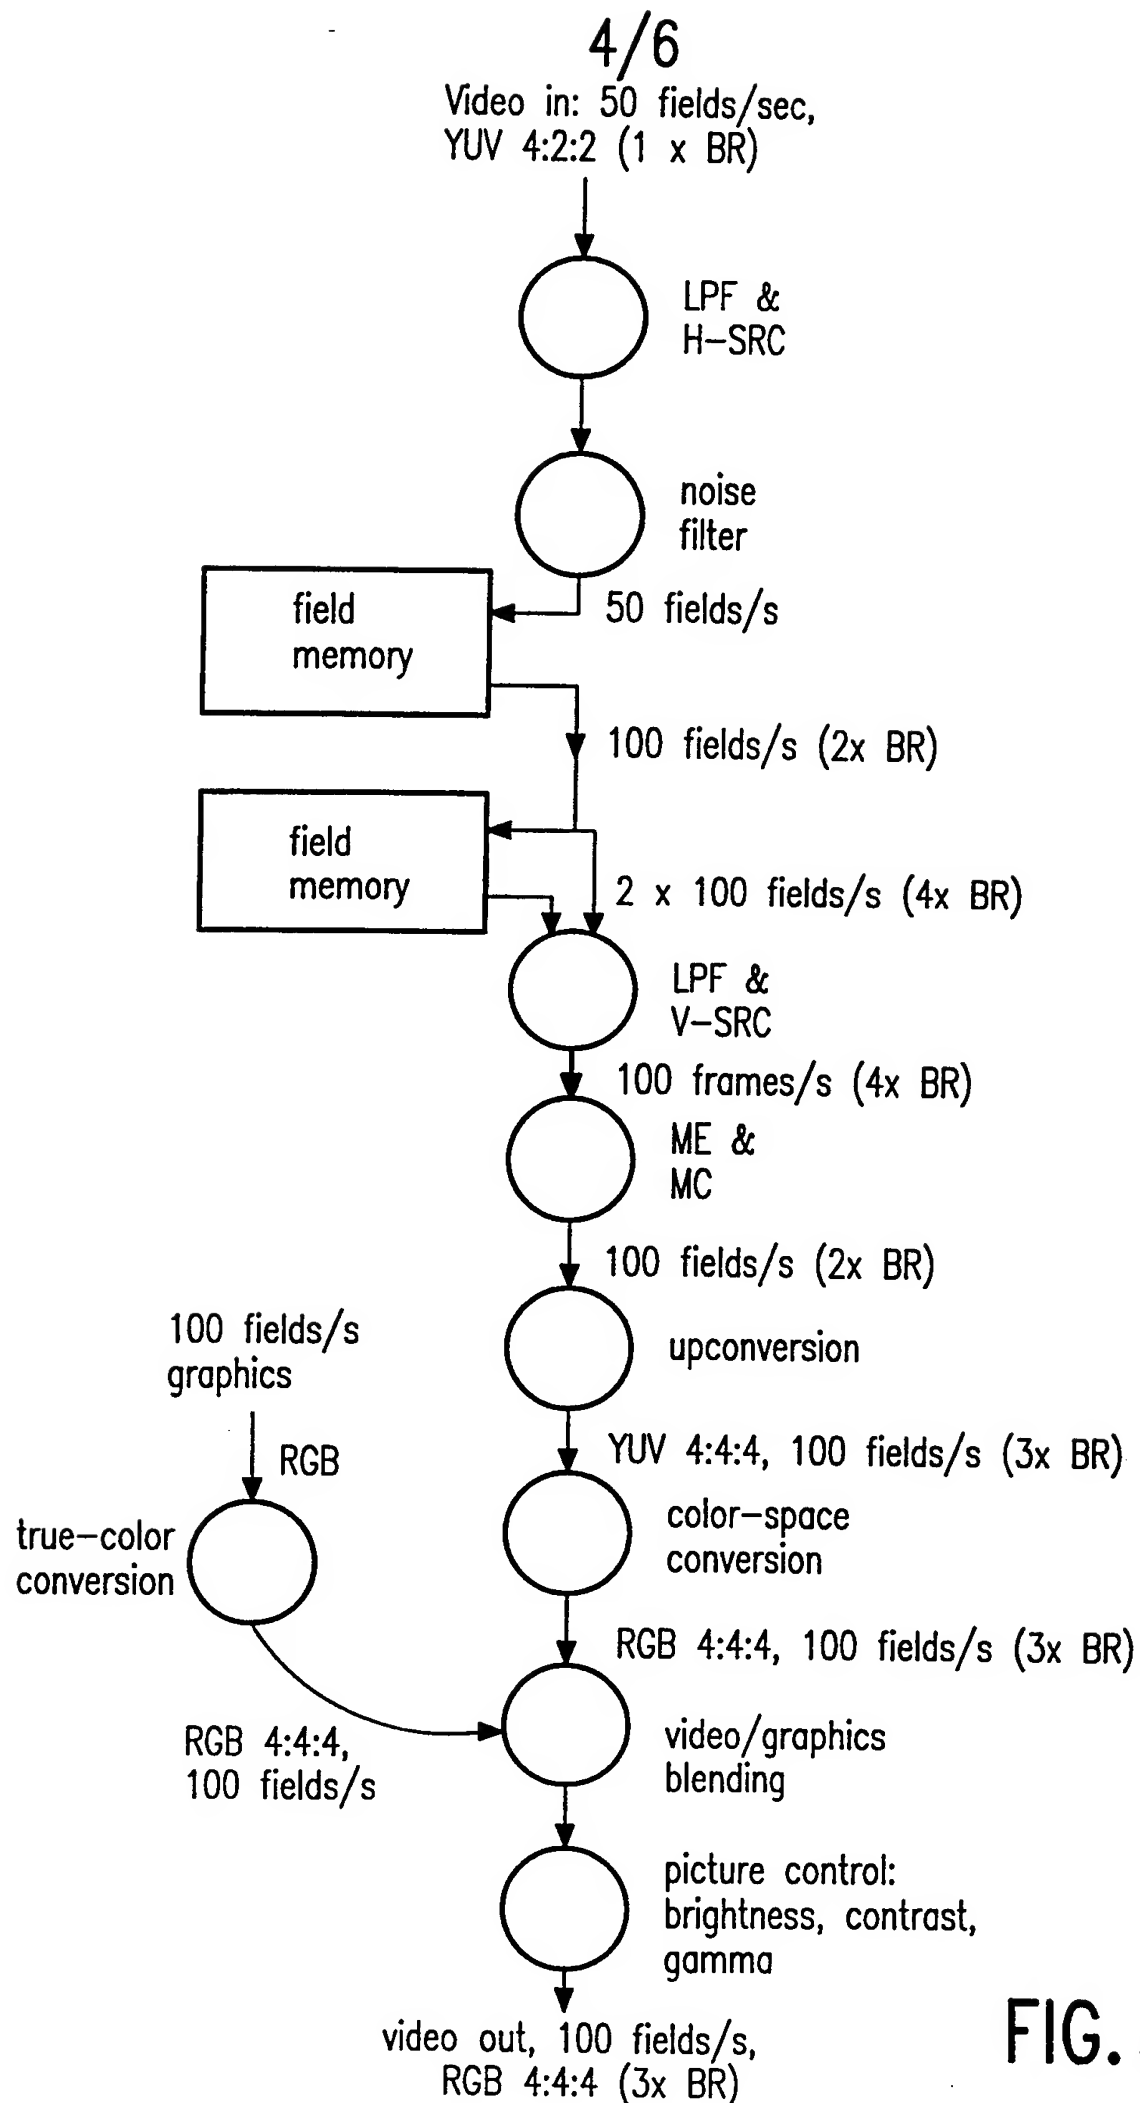 4/6
Video in: 50 fields/sec,
YUV 4:2:2 (1 x BR)
LPF &
H-SRC
noise
filter
field
memory
50 fields/s
100 fields/s (2x BR)
field
memory
2 x 100 fields/s (4x BR)
LPF &
V-SRC
100 frames/s (4x BR)
ME &
MC
100 fields/s (2x BR)
upconversion
100 fields/s
graphics
RGB
YUV 4:4:4, 100 fields/s (3x BR)
true-color
conversion
color-space
conversion
RGB 4:4:4, 100 fields/s (3x BR)
RGB 4:4:4,
100 fields/s
video/graphics
blending
picture control:
brightness, contrast,
gamma
video out, 100 fields/s,
RGB 4:4:4 (3x BR)
FIG.